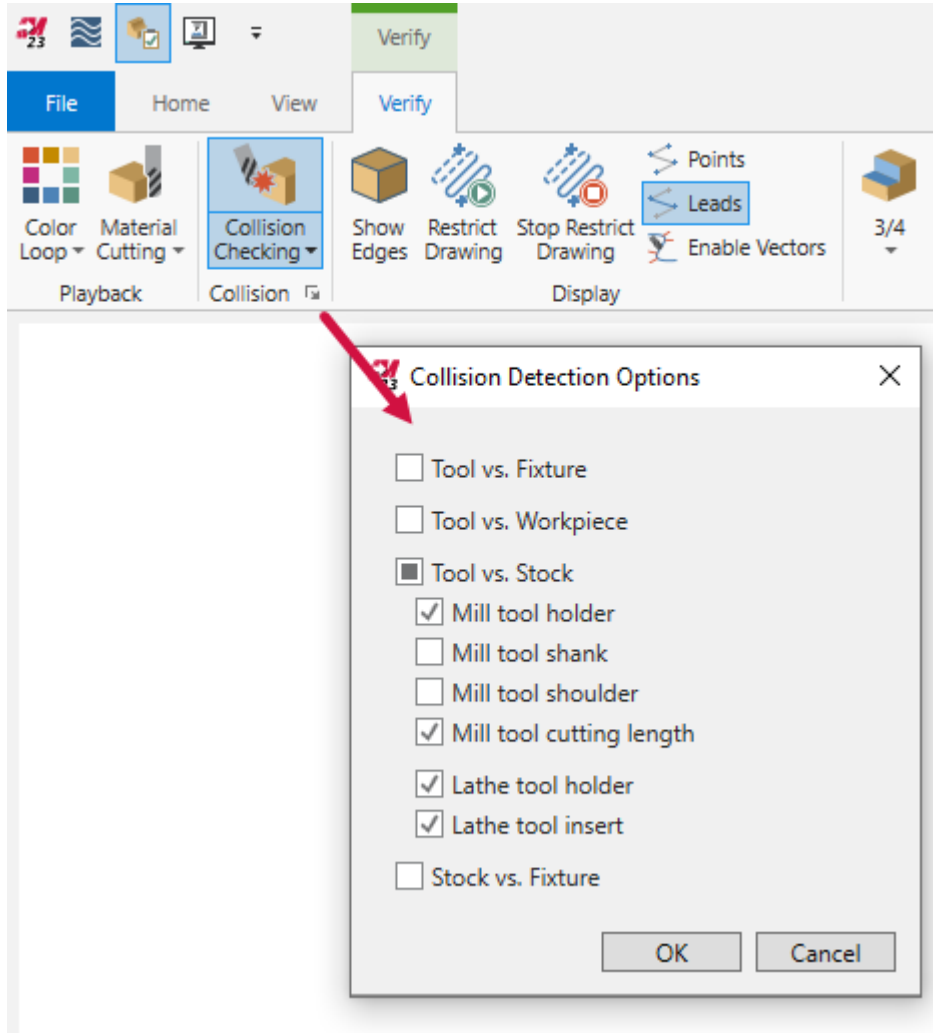 23
Verify
File Home View Verify
Points
Leads
Enable Vectors
Color Loop
Material Cutting
Collision Checking
Show Edges
Restrict Drawing
Stop Restrict Drawing
3/4
Playback Collision Display
23 Collision Detection Options
Tool vs. Fixture
Tool vs. Workpiece
Tool vs. Stock
Mill tool holder
Mill tool shank
Mill tool shoulder
Mill tool cutting length
Lathe tool holder
Lathe tool insert
Stock vs. Fixture
OK Cancel